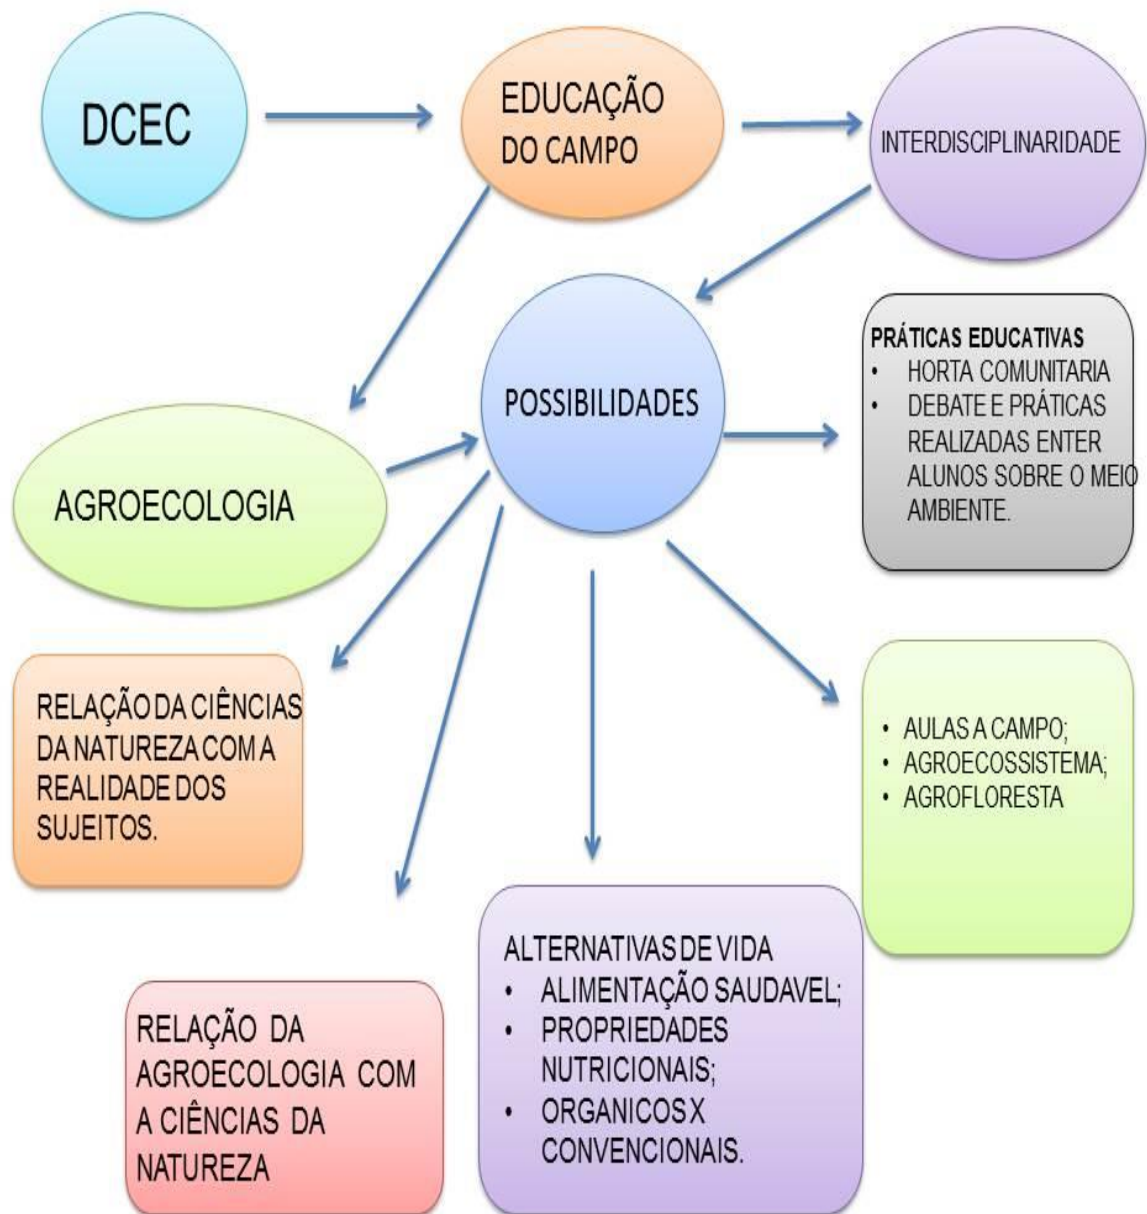 DCEC
EDUCAÇÃO
DO CAMPO
INTERDISCIPLINARIDADE
POSSIBILIDADES
PRÁTICAS EDUCATIVAS
• HORTA COMUNITARIA
• DEBATE E PRÁTICAS
REALIZADAS ENTER
ALUNOS SOBRE O MEIO
AMBIENTE.
AGROECOLOGIA
RELAÇÃO DA CIÊNCIAS
DA NATUREZA COM A
REALIDADE DOS
SUJEITOS.
• AULAS A CAMPO;
• AGROECOSSISTEMA;
• AGROFLORESTA
RELAÇÃO DA
AGROECOLOGIA COM
A CIÊNCIAS DA
NATUREZA
ALTERNATIVAS DE VIDA
• ALIMENTAÇÃO SAUDAVEL;
• PROPRIEDADES
NUTRICIONAIS;
• ORGANICOS X
CONVENCIONAIS.